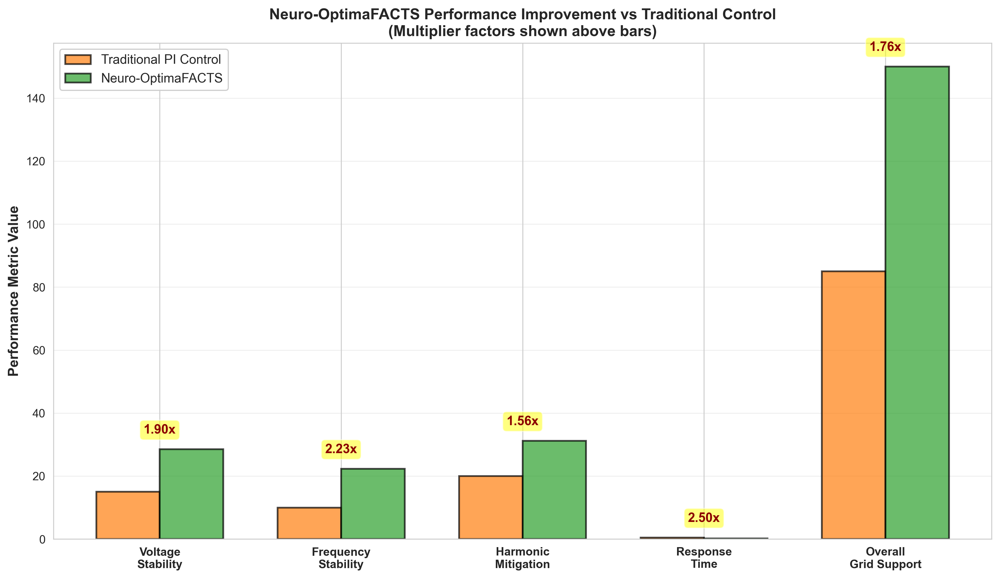 Neuro-OptimaFACTS Performance Improvement vs Traditional Control
(Multiplier factors shown above bars)
Traditional PI Control
Neuro-OptimaFACTS
Performance Metric Value
140
120
100
80
60
40
20
0
1.90x
2.23x
1.56x
2.50x
1.76x
Voltage
Stability
Frequency
Stability
Harmonic
Mitigation
Response
Time
Overall
Grid Support